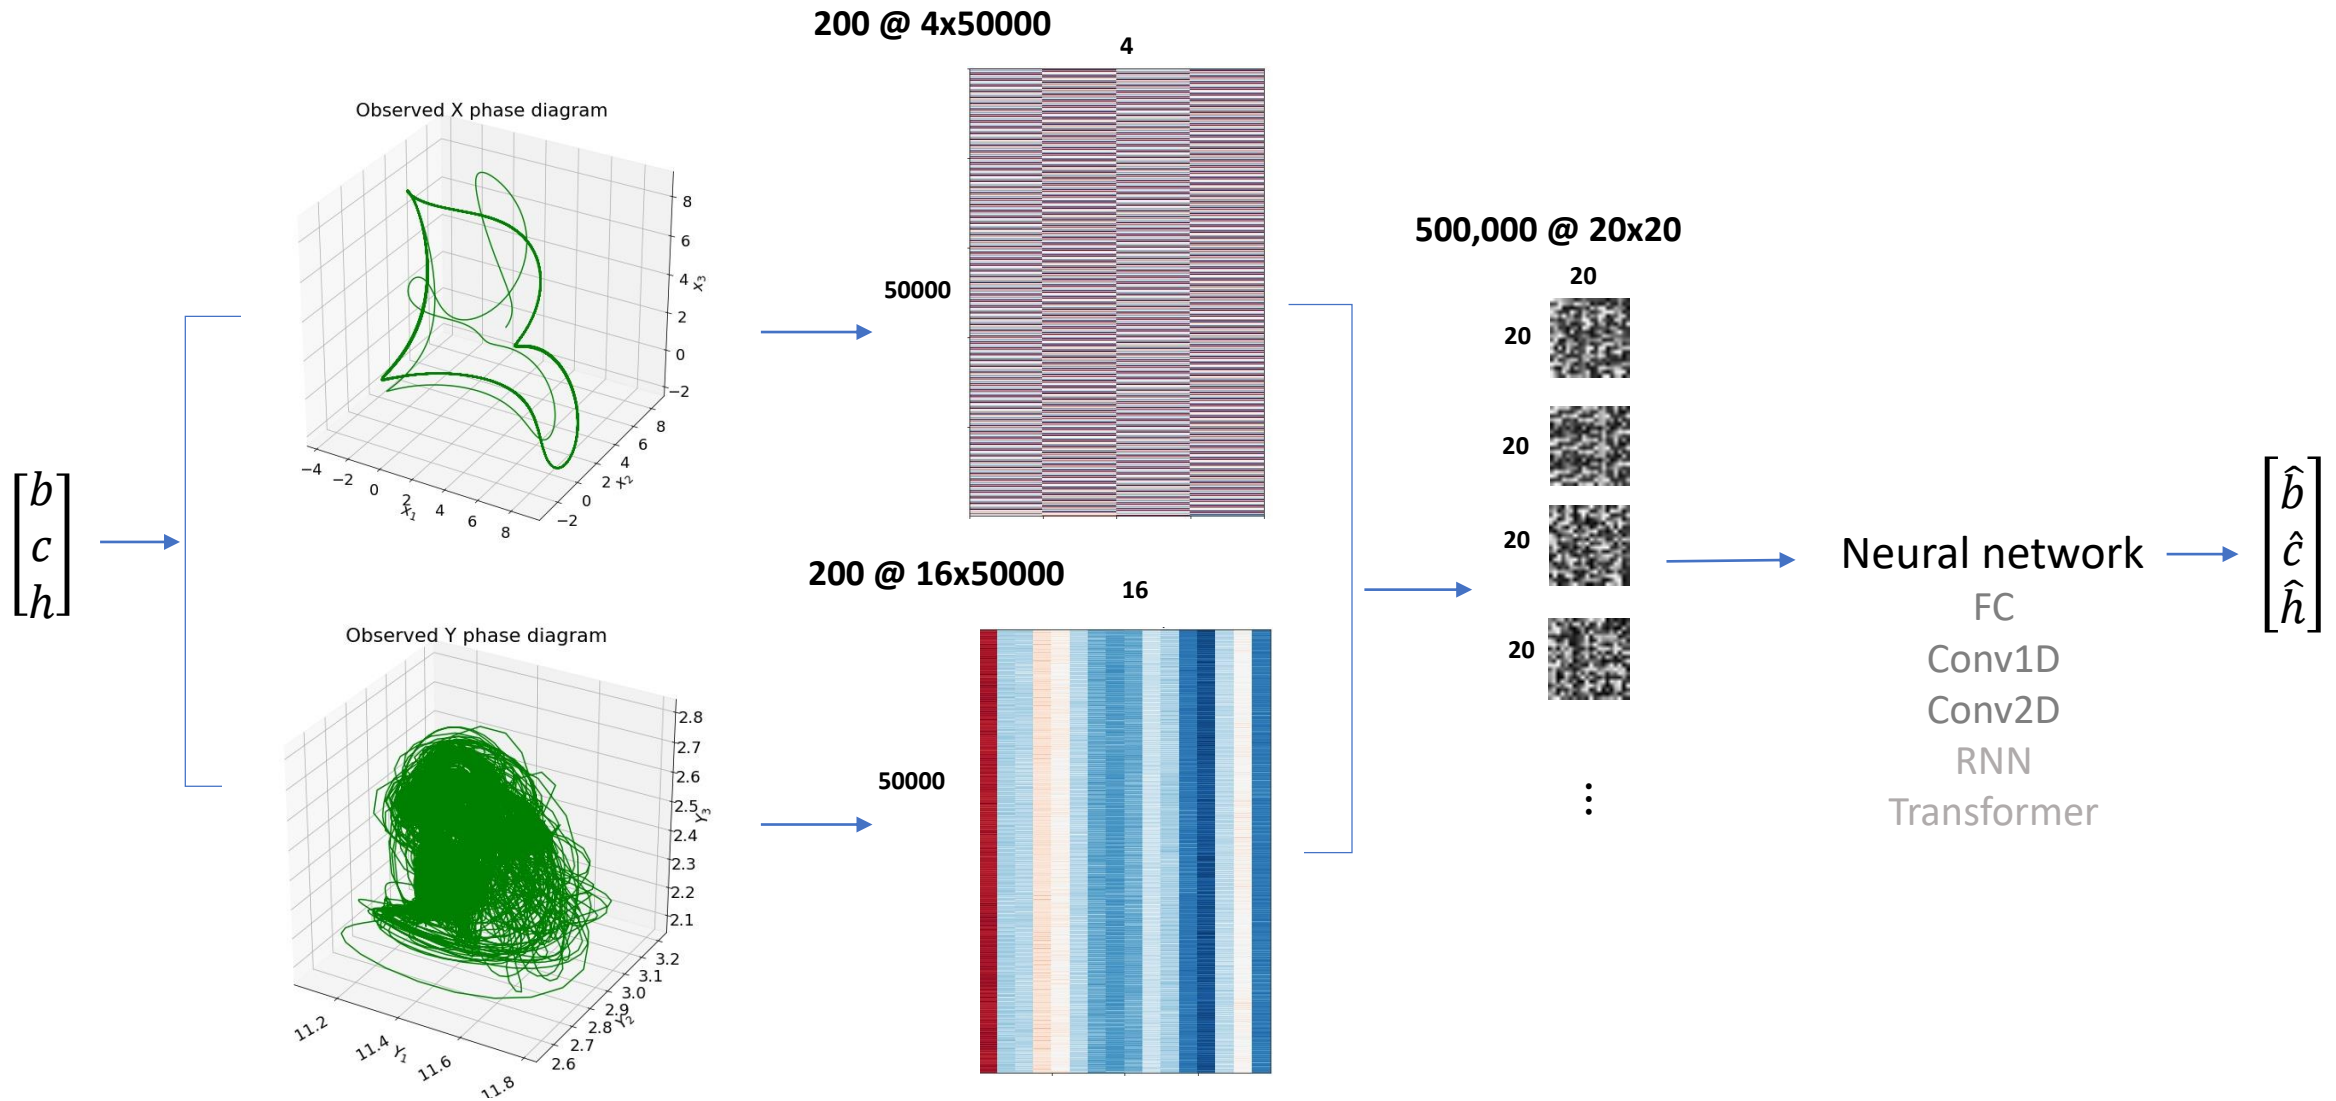 200 @ 4x50000
4
Observed X phase diagram
8
6
4
2
0
−2
X₃
−4
−2
0
2
4
6
8
X₁
−2
0
2
4
6
8
X₂
50000
500,000 @ 20x20
20
20
20
20
20
⋮
[b c h]
200 @ 16x50000
16
Observed Y phase diagram
2.8
2.7
2.6
2.5
2.4
2.3
2.2
2.1
Y₃
11.2
11.4
11.6
11.8
Y₁
2.6
2.7
2.8
2.9
3.0
3.1
3.2
Y₂
50000
Neural network
FC
Conv1D
Conv2D
RNN
Transformer
[b̂ ĉ ĥ]